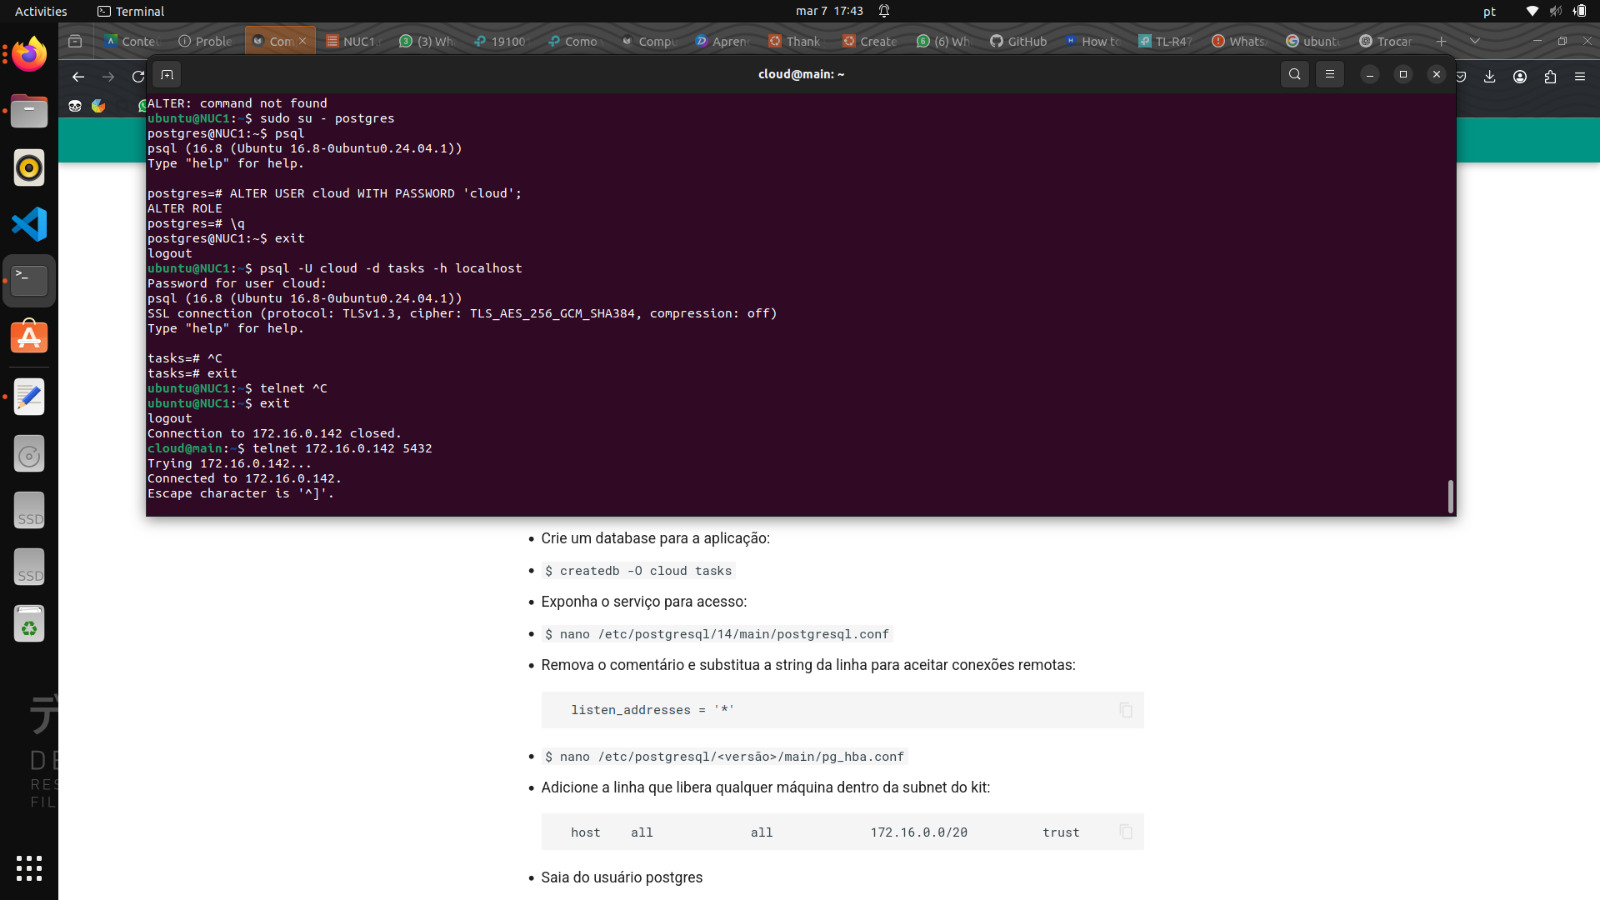 Activities
Terminal
mar 7 17:43
pt
Conte
Proble
Com
NUC1.
(3) Wh
19100
Como
Compu
Apren
Thank
Create
(6) Wh
GitHub
How to
TL-R47
Whats
ubunt
Trocar
cloud@main: ~
ALTER: command not found
ubuntu@NUC1:~$ sudo su - postgres
postgres@NUC1:~$ psql
psql (16.8 (Ubuntu 16.8-0ubuntu0.24.04.1))
Type "help" for help.
postgres=# ALTER USER cloud WITH PASSWORD 'cloud';
ALTER ROLE
postgres=# \q
postgres@NUC1:~$ exit
logout
ubuntu@NUC1:~$ psql -U cloud -d tasks -h localhost
Password for user cloud:
psql (16.8 (Ubuntu 16.8-0ubuntu0.24.04.1))
SSL connection (protocol: TLSv1.3, cipher: TLS_AES_256_GCM_SHA384, compression: off)
Type "help" for help.
tasks=# ^C
tasks=# exit
ubuntu@NUC1:~$ telnet ^C
ubuntu@NUC1:~$ exit
logout
Connection to 172.16.0.142 closed.
cloud@main:~$ telnet 172.16.0.142 5432
Trying 172.16.0.142...
Connected to 172.16.0.142.
Escape character is '^]'.
SSD
SSD
デ
DE
RES
FIL
Crie um database para a aplicação:
$ createdb -O cloud tasks
Exponha o serviço para acesso:
$ nano /etc/postgresql/14/main/postgresql.conf
Remova o comentário e substitua a string da linha para aceitar conexões remotas:
listen_addresses = '*'
$ nano /etc/postgresql/<versão>/main/pg_hba.conf
Adicione a linha que libera qualquer máquina dentro da subnet do kit:
host all all 172.16.0.0/20 trust
Saia do usuário postgres